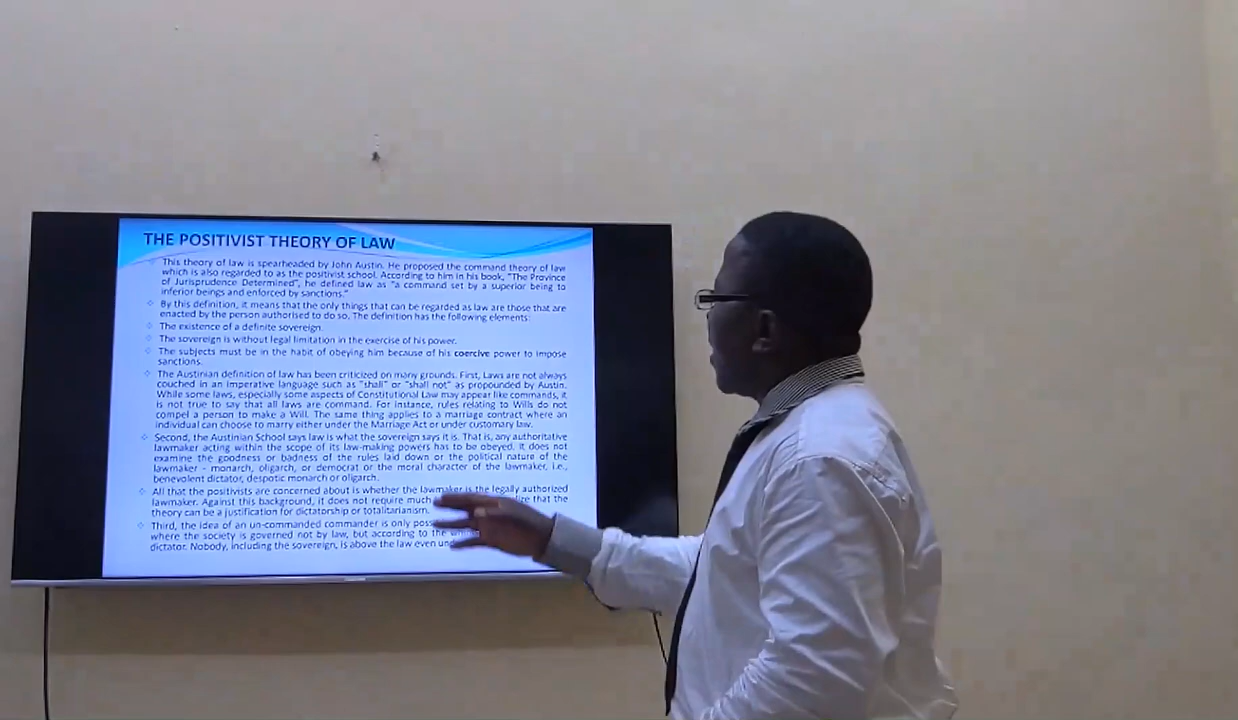 THE POSITIVIST THEORY OF LAW
This theory of law is spearheaded by John Austin. He proposed the command theory of law
which is also regarded to as the positivist school. According to him in his book, "The Province
of Jurisprudence Determined", he defined law as "a command set by a superior being to
inferior beings and enforced by sanctions."
By this definition, it means that the only things that can be regarded as law are those that are
enacted by the person authorised to do so. The definition has the following elements:
The existence of a definite sovereign.
The sovereign is without legal limitation in the exercise of his power.
The subjects must be in the habit of obeying him because of his coercive power to impose
sanctions.
The Austinian definition of law has been criticized on many grounds. First, Laws are not always
couched in an imperative language such as "shall" or "shall not" as propounded by Austin.
While some laws, especially some aspects of Constitutional Law may appear like commands, it
is not true to say that all laws are command. For instance, rules relating to Wills do not
compel a person to make a Will. The same thing applies to a marriage contract where an
individual can choose to marry either under the Marriage Act or under customary law.
Second, the Austinian School says law is what the sovereign says it is. That is, any authoritative
lawmaker acting within the scope of its law-making powers has to be obeyed. It does not
examine the goodness or badness of the rules laid down or the political nature of the
lawmaker - monarch, oligarch, or democrat or the moral character of the lawmaker, i.e.,
benevolent dictator, despotic monarch or oligarch.
All that the positivists are concerned about is whether the lawmaker is the legally authorized
lawmaker. Against this background, it does not require much that the
theory can be a justification for dictatorship or totalitarianism.
Third, the idea of an un-commanded commander is only
where the society is governed not by law, but according to the
dictator. Nobody, including the sovereign, is above the law even